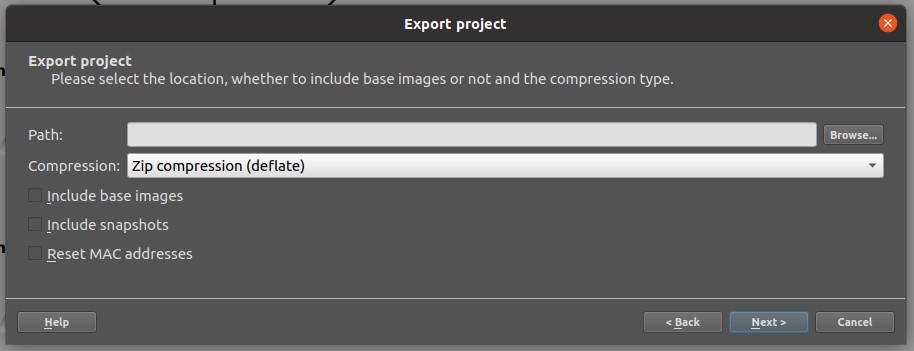 Export project
Export project
Please select the location, whether to include base images or not and the compression type.
Path: Browse...
Compression: Zip compression (deflate)
Include base images
Include snapshots
Reset MAC addresses
Help < Back Next > Cancel